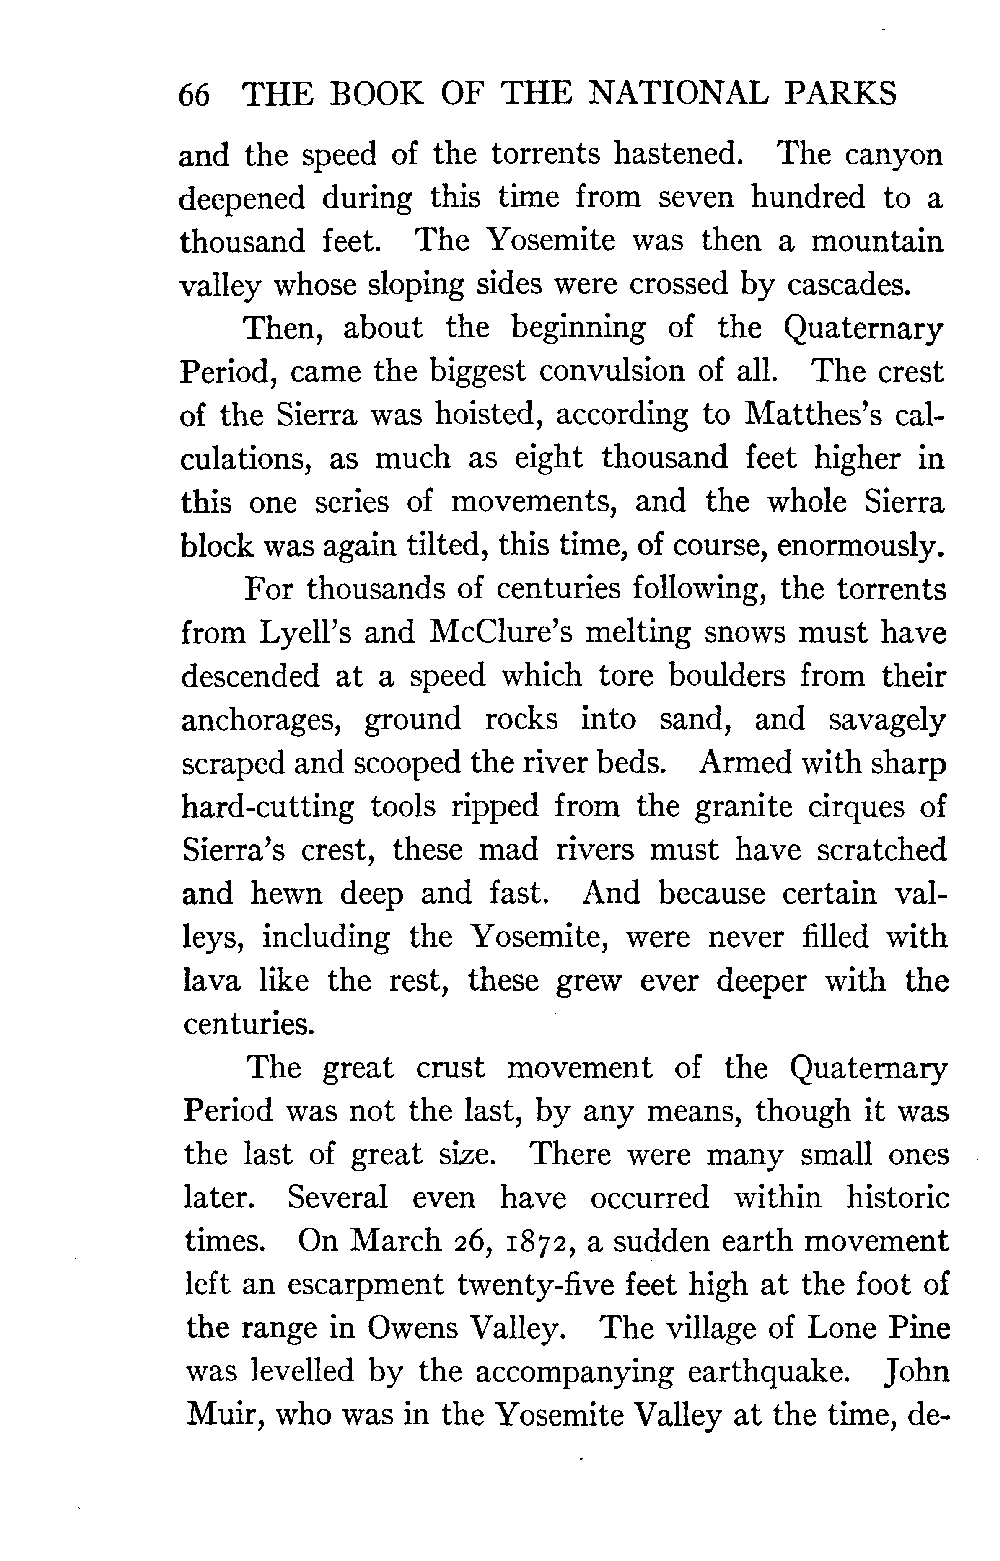 66 THE BOOK OF THE NATIONAL PARKS
and the speed of the torrents hastened. The canyon
deepened during this time from seven hundred to a
thousand feet. The Yosemite was then a mountain
valley whose sloping sides were crossed by cascades.
Then, about the beginning of the Quaternary
Period, came the biggest convulsion of all. The crest
of the Sierra was hoisted, according to Matthes's cal-
culations, as much as eight thousand feet higher in
this one series of movements, and the whole Sierra
block was again tilted, this time, of course, enormously.
For thousands of centuries following, the torrents
from Lyell's and McClure's melting snows must have
descended at a speed which tore boulders from their
anchorages, ground rocks into sand, and savagely
scraped and scooped the river beds. Armed with sharp
hard-cutting tools ripped from the granite cirques of
Sierra's crest, these mad rivers must have scratched
and hewn deep and fast. And because certain val-
leys, including the Yosemite, were never filled with
lava like the rest, these grew ever deeper with the
centuries.
The great crust movement of the Quaternary
Period was not the last, by any means, though it was
the last of great size. There were many small ones
later. Several even have occurred within historic
times. On March 26, 1872, a sudden earth movement
left an escarpment twenty-five feet high at the foot of
the range in Owens Valley. The village of Lone Pine
was levelled by the accompanying earthquake. John
Muir, who was in the Yosemite Valley at the time, de-